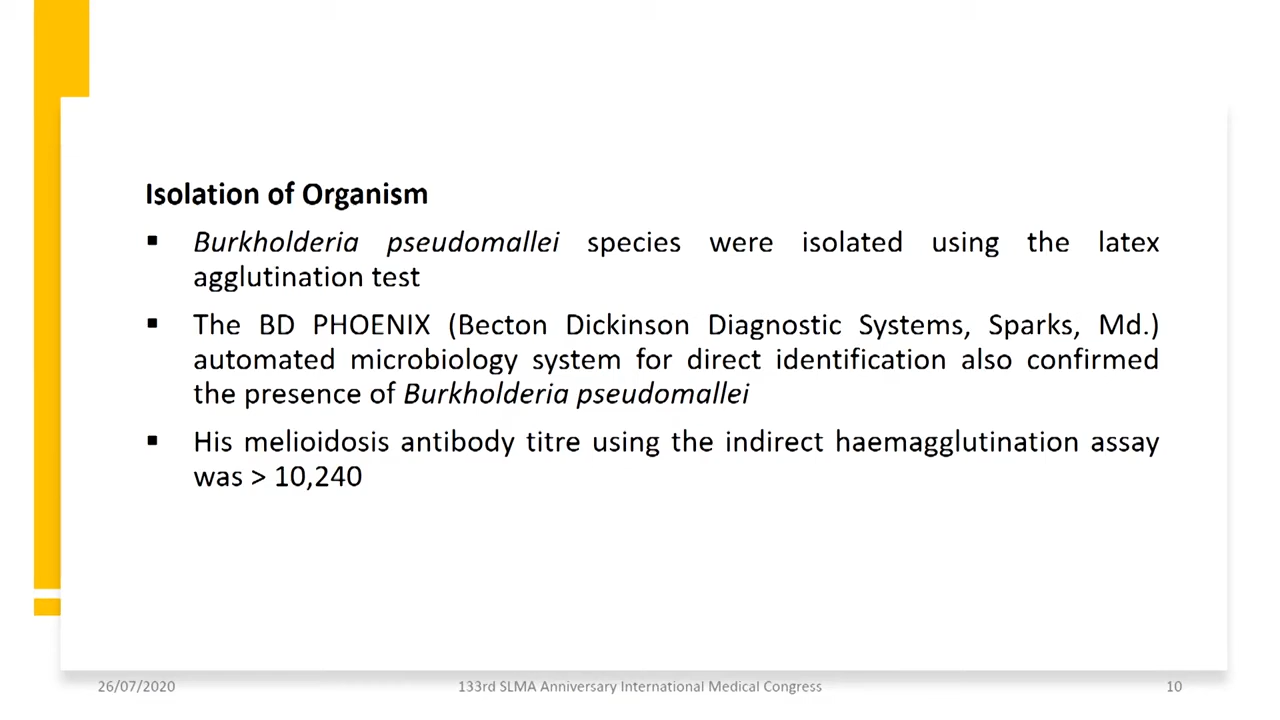 Isolation of Organism
▪ Burkholderia pseudomallei species were isolated using the latex
agglutination test
▪ The BD PHOENIX (Becton Dickinson Diagnostic Systems, Sparks, Md.)
automated microbiology system for direct identification also confirmed
the presence of Burkholderia pseudomallei
▪ His melioidosis antibody titre using the indirect haemagglutination assay
was > 10,240
26/07/2020
133rd SLMA Anniversary International Medical Congress
10